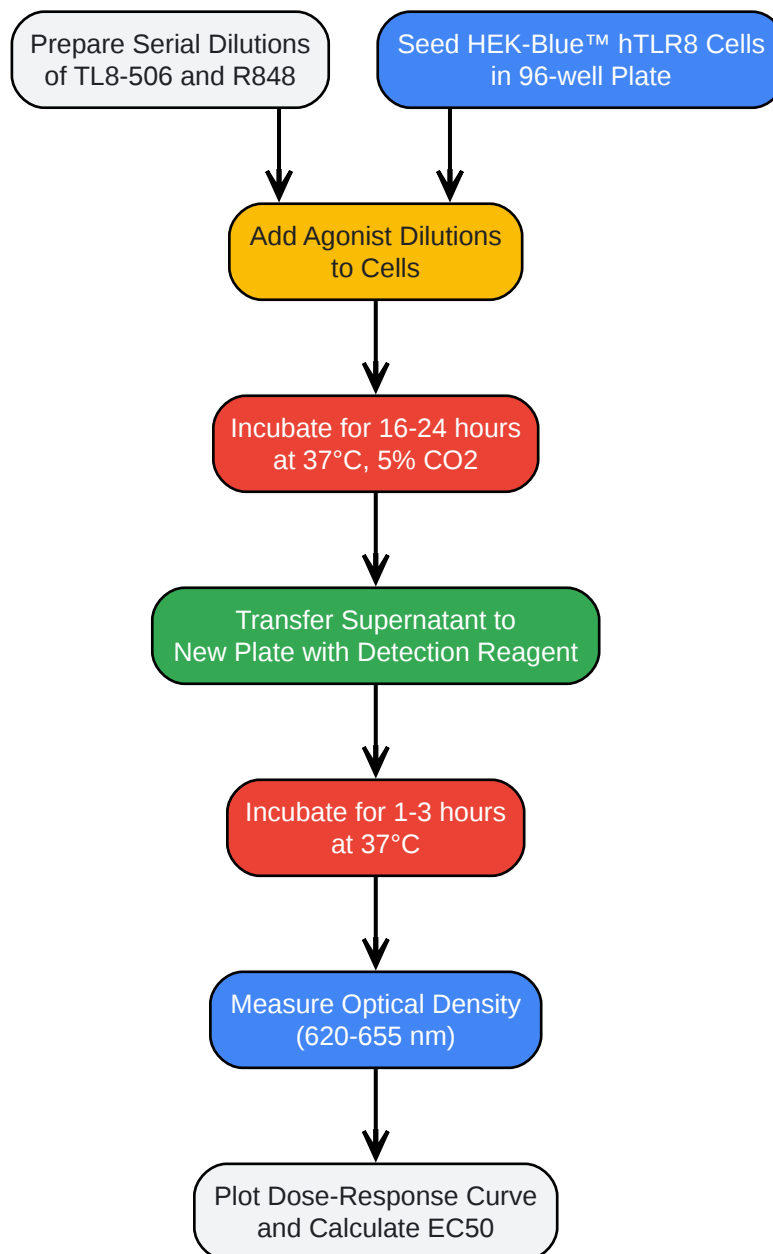 Prepare Serial Dilutions
of TL8-506 and R848
Seed HEK-Blue™ hTLR8 Cells
in 96-well Plate
Add Agonist Dilutions
to Cells
Incubate for 16-24 hours
at 37°C, 5% CO2
Transfer Supernatant to
New Plate with Detection Reagent
Incubate for 1-3 hours
at 37°C
Measure Optical Density
(620-655 nm)
Plot Dose-Response Curve
and Calculate EC50